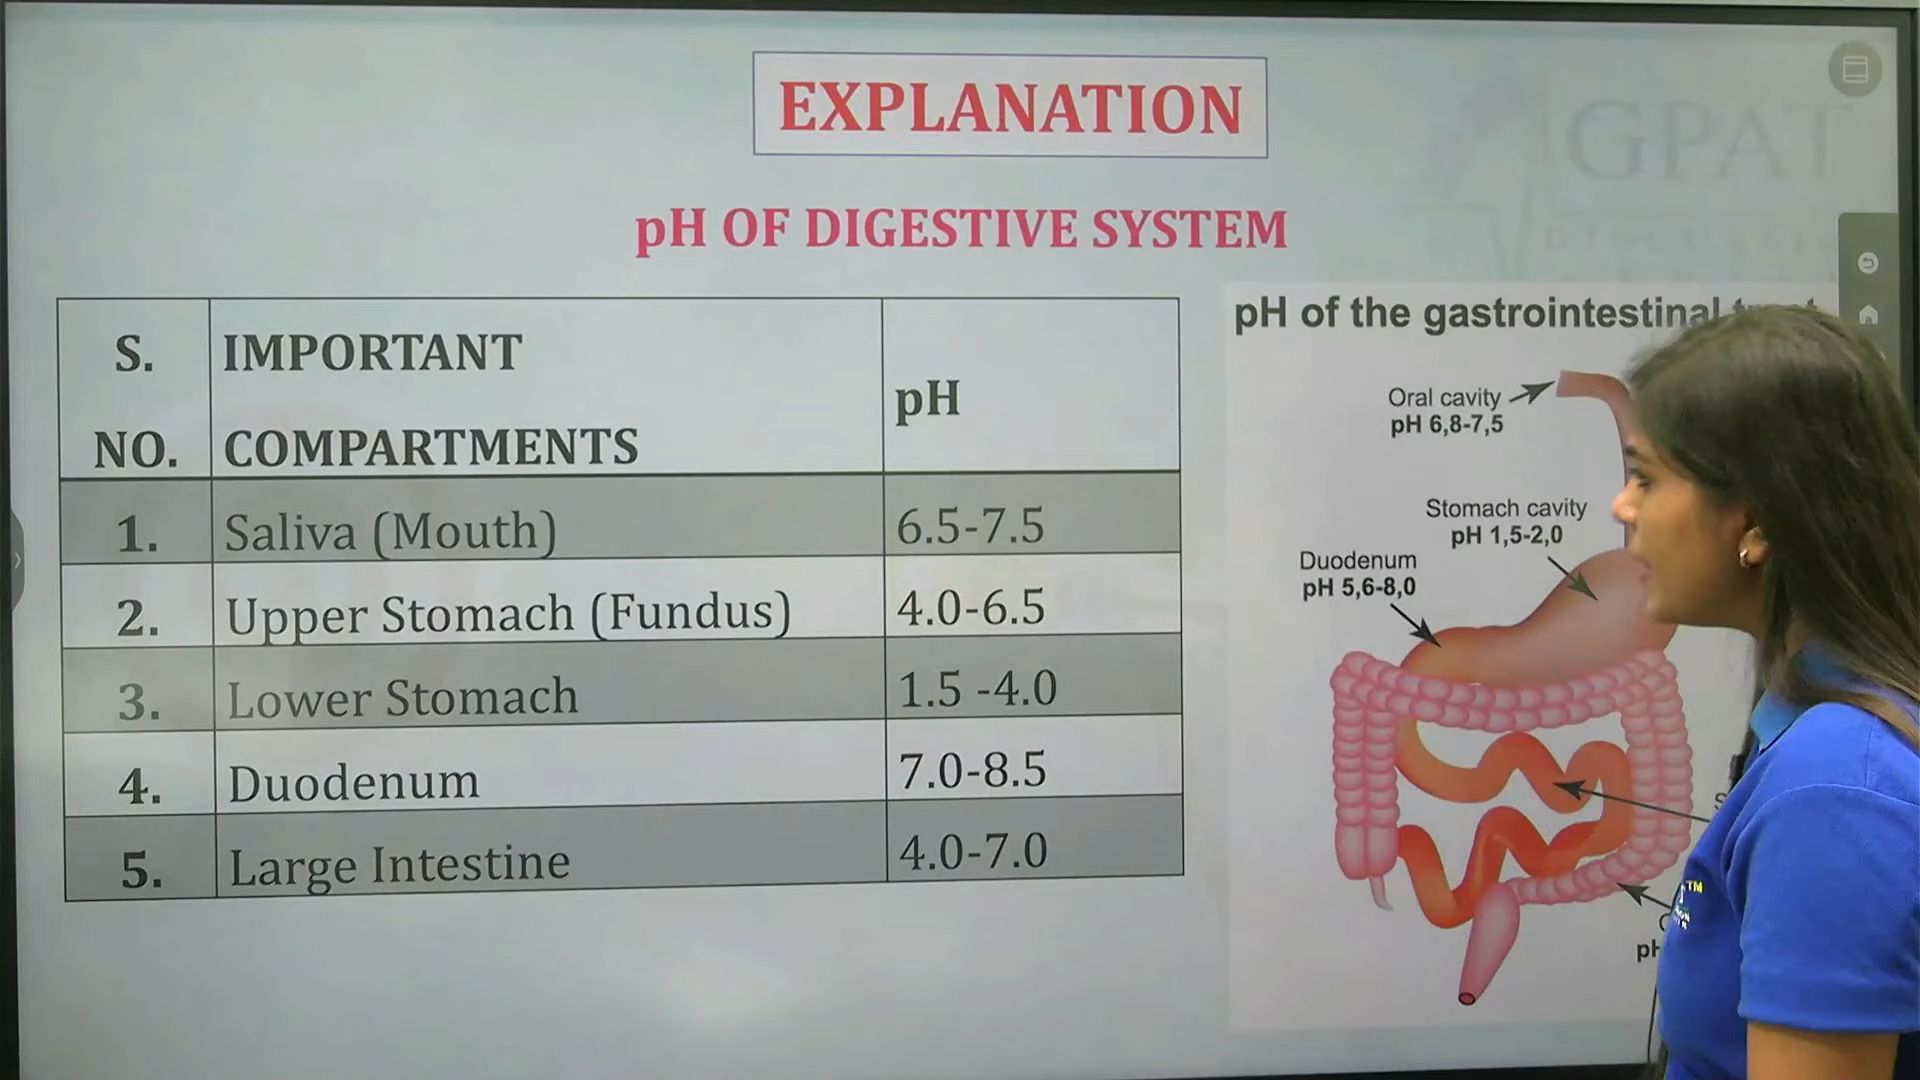 EXPLANATION
GPAT
pH OF DIGESTIVE SYSTEM
S. NO.
IMPORTANT COMPARTMENTS
pH
1. Saliva (Mouth) 6.5-7.5
2. Upper Stomach (Fundus) 4.0-6.5
3. Lower Stomach 1.5 -4.0
4. Duodenum 7.0-8.5
5. Large Intestine 4.0-7.0
pH of the gastrointestinal
Oral cavity
pH 6,8-7,5
Stomach cavity
pH 1,5-2,0
Duodenum
pH 5,6-8,0
pH
TM